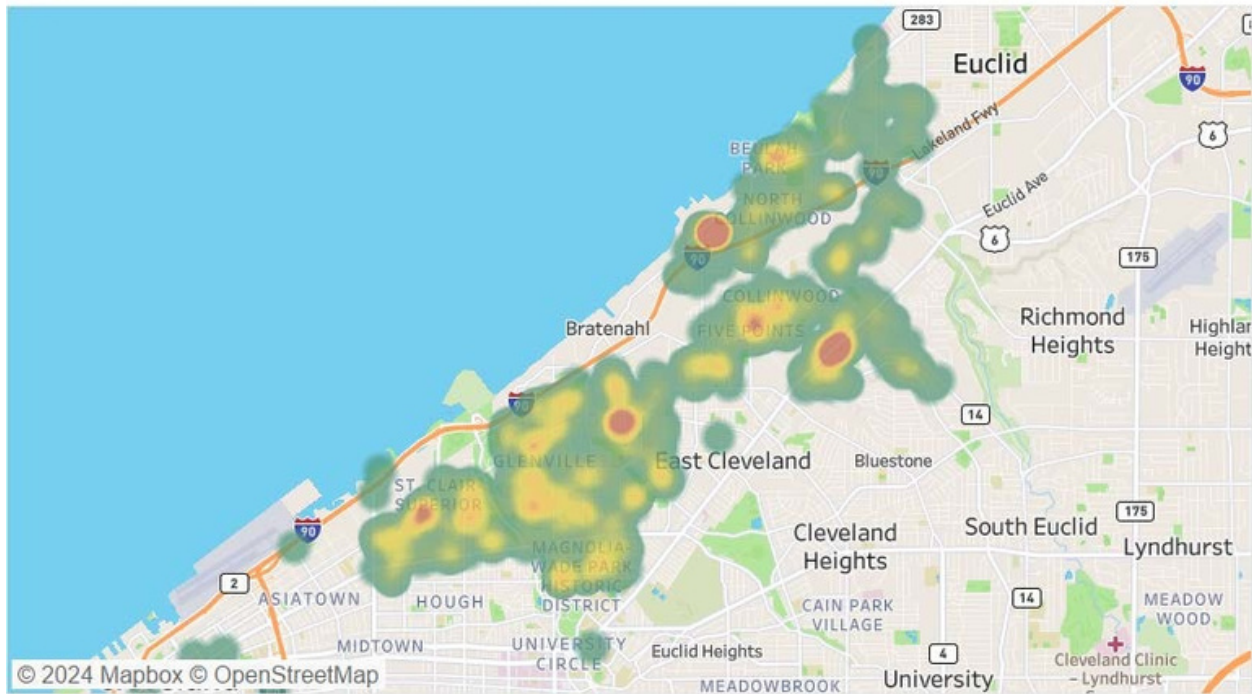 283
Euclid
90
6
Lakeland Fwy
BEULAH
PARK
90
Euclid Ave
NORTH
COLLINWOOD
6
175
90
COLLINWOOD
Richmond
Heights
Bratenahl
FIVE POINTS
90
14
GLENVILLE
East Cleveland
Bluestone
ST. CLAIR
SUPERIOR
175
90
Cleveland
Heights
South Euclid
Lyndhurst
MAGNOLIA-
WADE PARK
HISTORIC
DISTRICT
2
ASIATOWN
HOUGH
14
CAIN PARK
VILLAGE
MEADOW
WOOD
MIDTOWN
UNIVERSITY
CIRCLE
Euclid Heights
4
Cleveland Clinic
– Lyndhurst
© 2024 Mapbox © OpenStreetMap
MEADOWBROOK
University